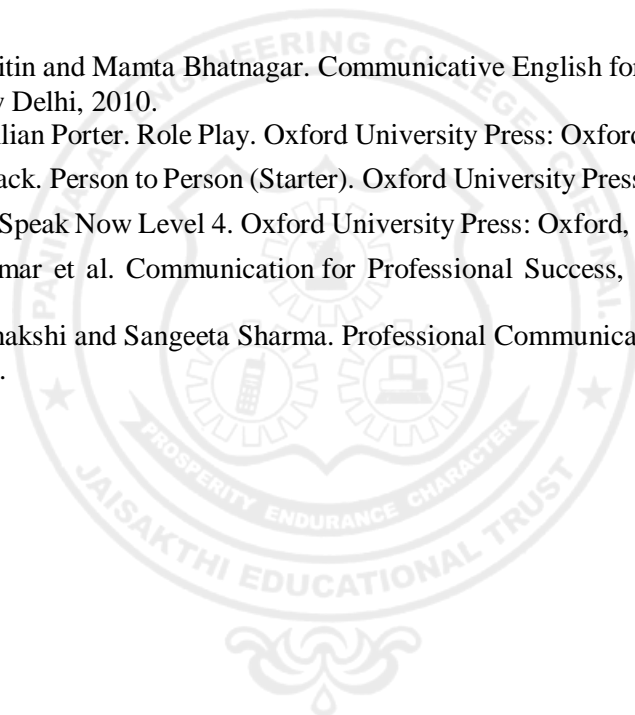 itin and Mamta Bhatnagar. Communicative English for
Delhi, 2010.
lian Porter. Role Play. Oxford University Press: Oxford
ack. Person to Person (Starter). Oxford University Press
Speak Now Level 4. Oxford University Press: Oxford,
mar et al. Communication for Professional Success,
nakshi and Sangeeta Sharma. Professional Communica
.
ENGINEERING COLLEGE
CHENNAI.
PROSPERITY ENDURANCE CHARACTER
JAISAKTHI EDUCATIONAL TRUST